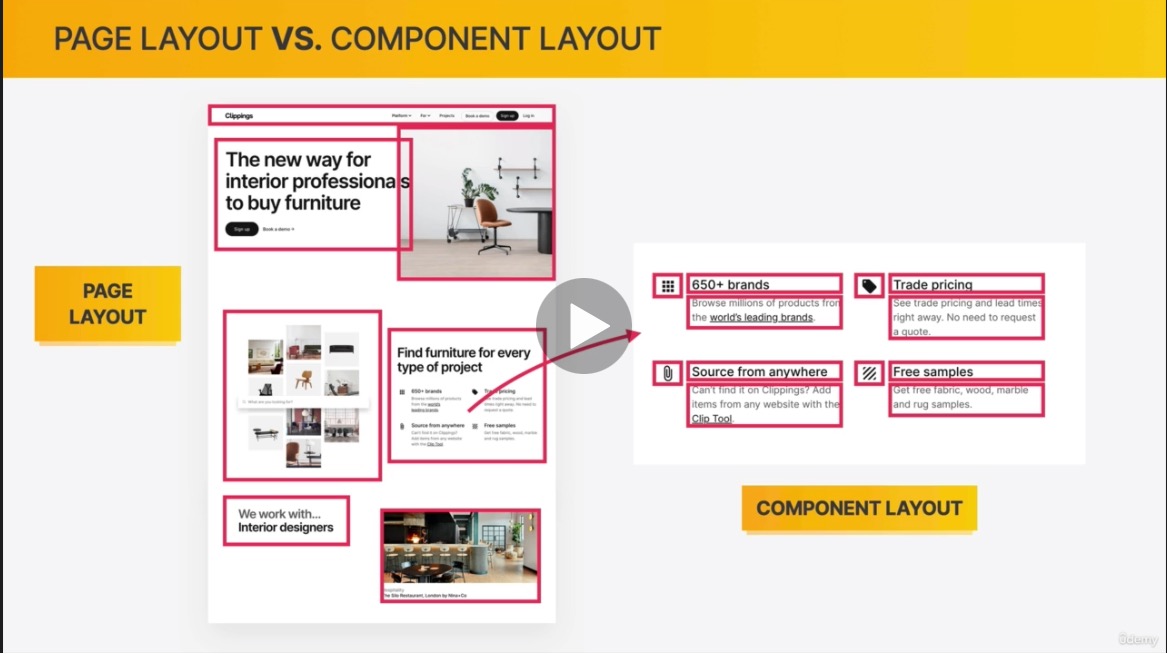 PAGE LAYOUT VS. COMPONENT LAYOUT
PAGE
LAYOUT
Clippings
Platform
For
Projects
Book a demo
Sign up
Log in
The new way for
interior professionals
to buy furniture
Sign up
Book a demo
What are you looking for?
Find furniture for every
type of project
650+ brands
Browse millions of products
from the world's
leading brands.
Trade pricing
See trade pricing and lead
times right away. No need to
request a quote.
Source from anywhere
Can't find it on Clippings?
Add items from any website
with the Clip Tool.
Free samples
Get free fabric, wood, marble
and rug samples.
We work with...
Interior designers
Hospitality
The Silo Restaurant, London by Nina+Co
650+ brands
Browse millions of products from
the world's leading brands.
Trade pricing
See trade pricing and lead times
right away. No need to request
a quote.
Source from anywhere
Can't find it on Clippings? Add
items from any website with the
Clip Tool.
Free samples
Get free fabric, wood, marble
and rug samples.
COMPONENT LAYOUT
ûdemy